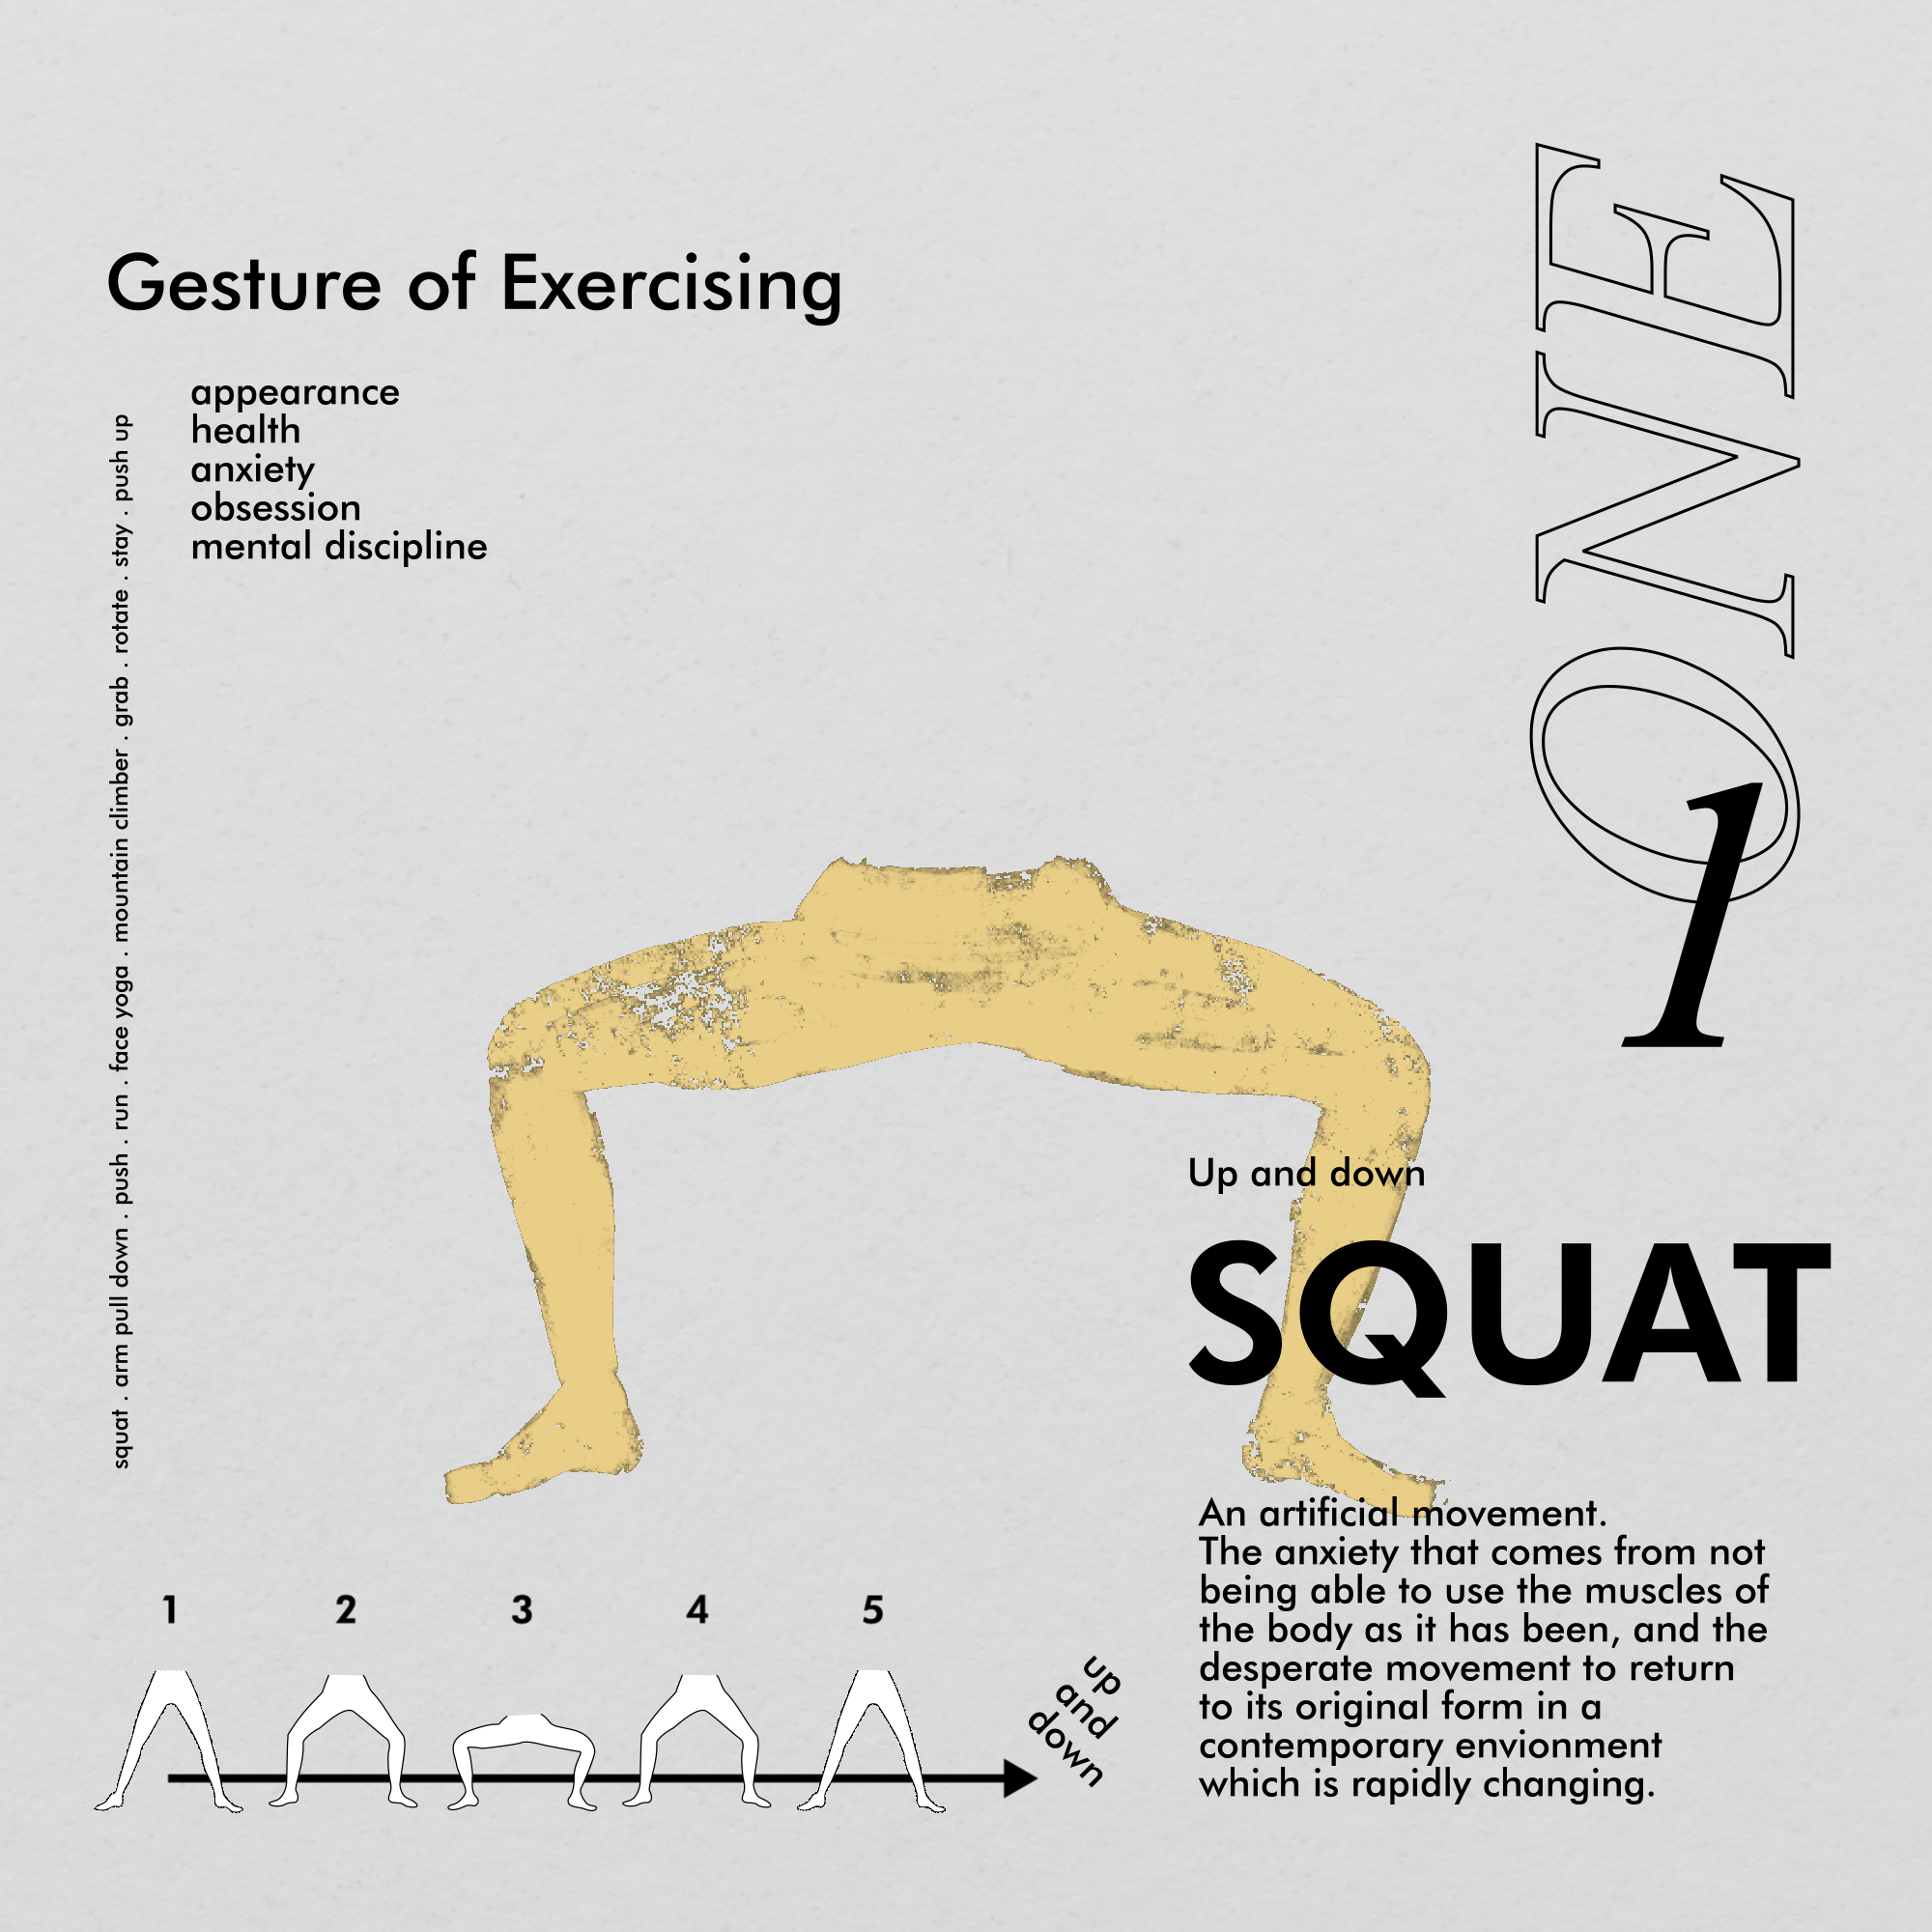 Gesture of Exercising
appearance
health
anxiety
obsession
mental discipline
squat . arm pull down . push . run . face yoga . mountain climber . grab . rotate . stay . push up
ONE
1
Up and down
SQUAT
An artificial movement.
The anxiety that comes from not
being able to use the muscles of
the body as it has been, and the
desperate movement to return
to its original form in a
contemporary envionment
which is rapidly changing.
1 2 3 4 5
up
and
down